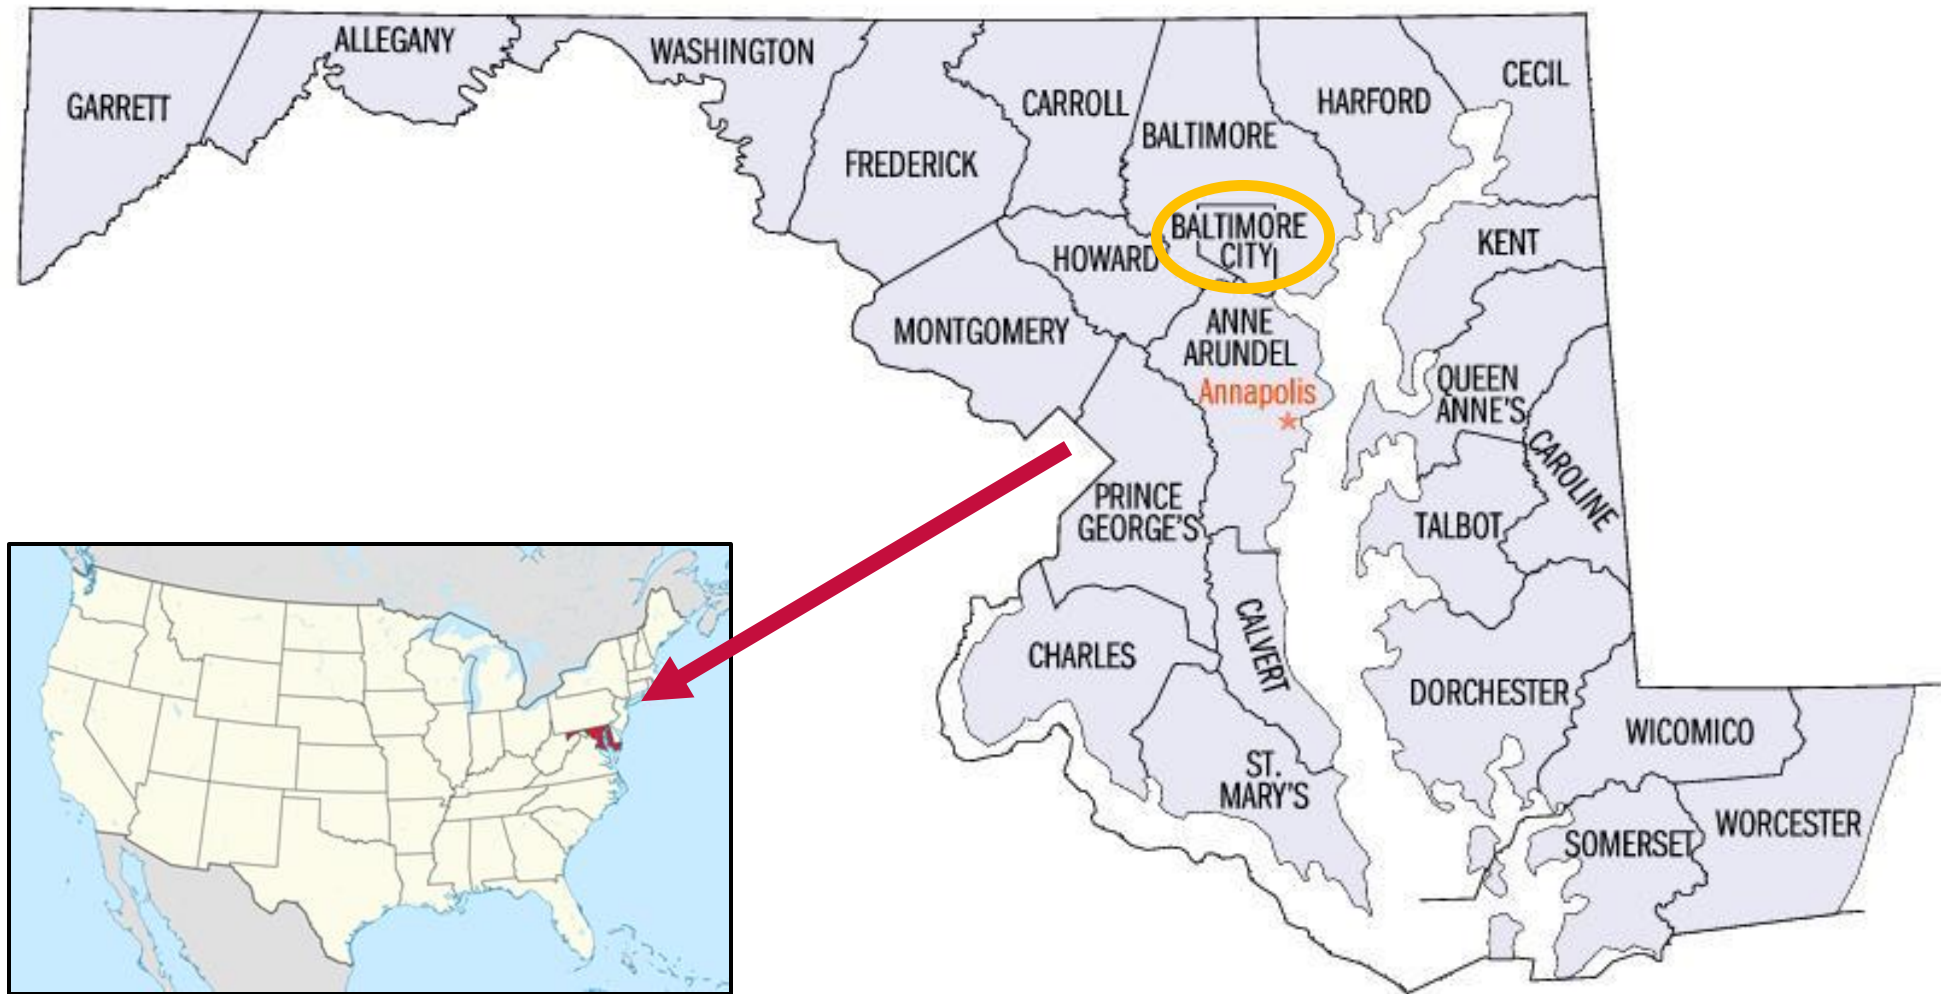 ALLEGANY
WASHINGTON
GARRETT
FREDERICK
CARROLL
BALTIMORE
HARFORD
CECIL
BALTIMORE
CITY
HOWARD
KENT
MONTGOMERY
ANNE
ARUNDEL
Annapolis
QUEEN
ANNE'S
CAROLINE
PRINCE
GEORGE'S
TALBOT
CHARLES
CALVERT
DORCHESTER
WICOMICO
ST.
MARY'S
SOMERSET
WORCESTER